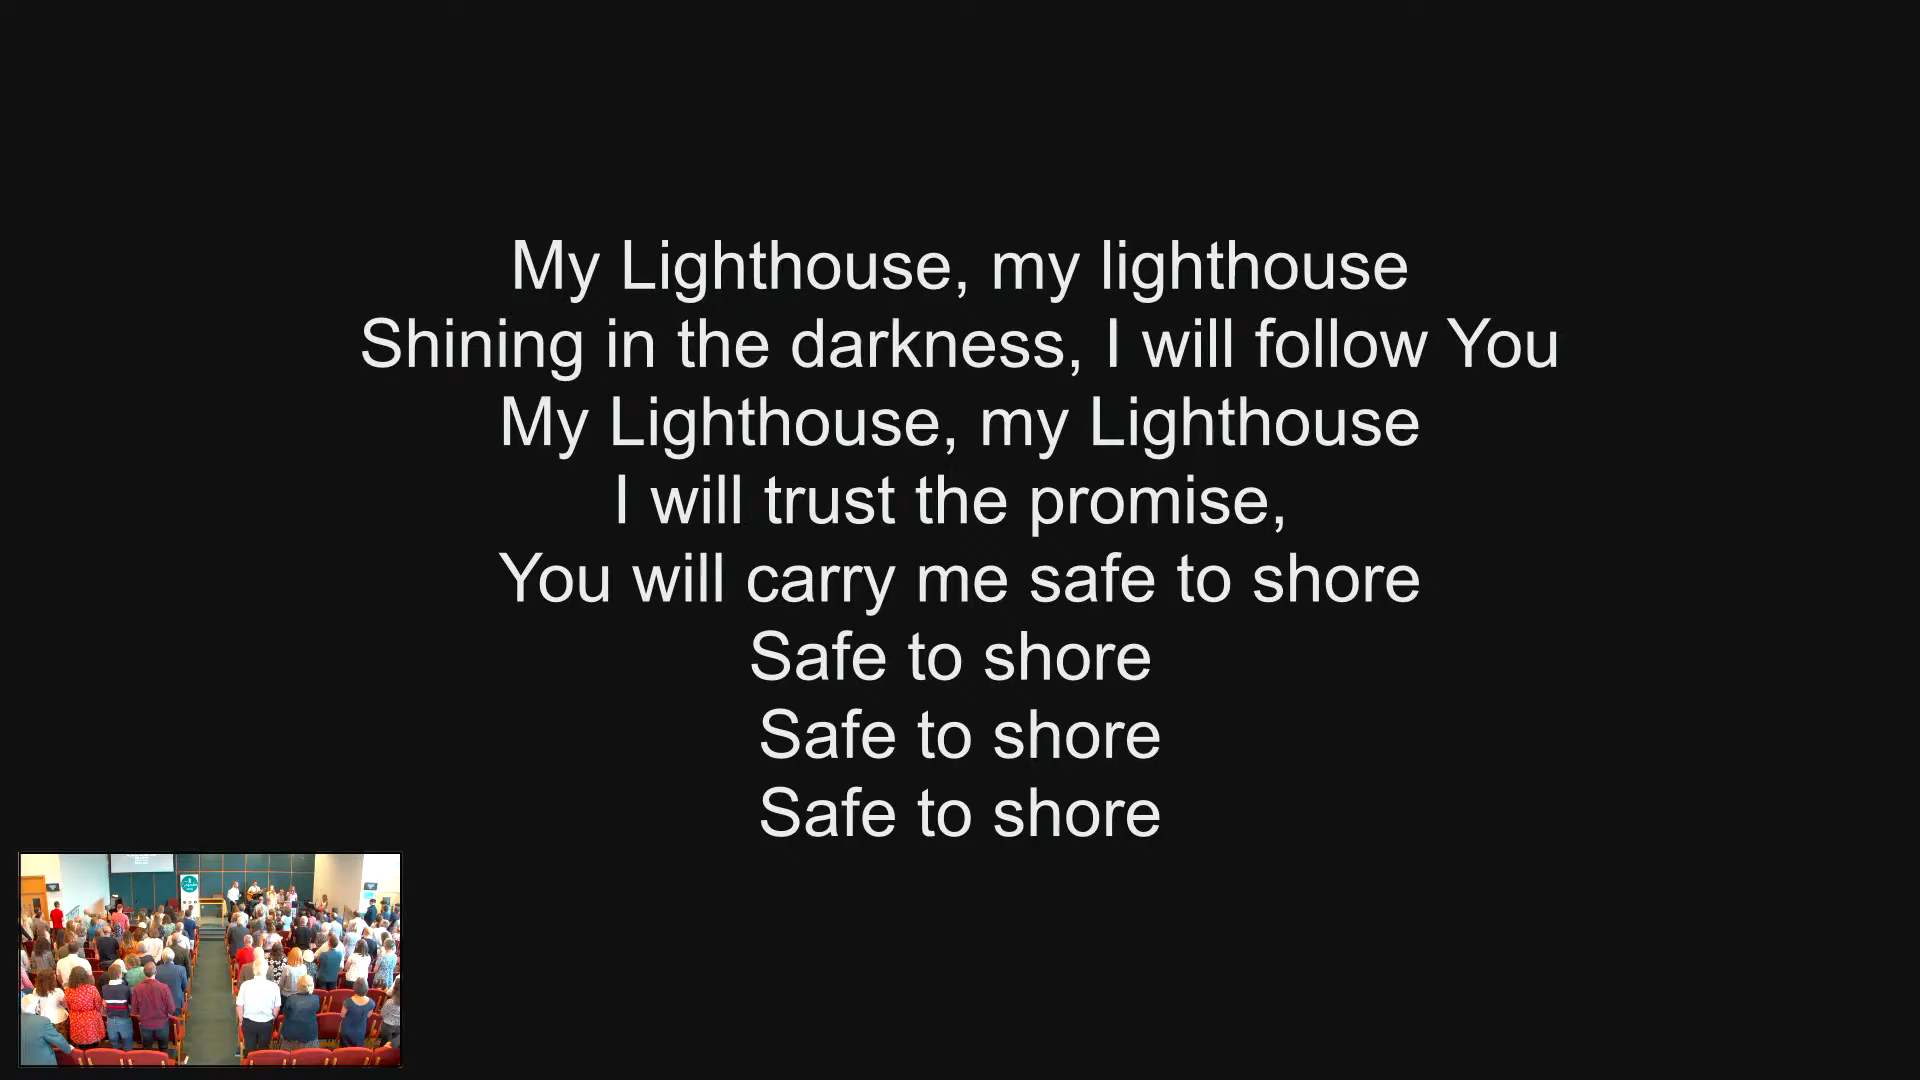 My Lighthouse, my lighthouse
Shining in the darkness, I will follow You
My Lighthouse, my Lighthouse
I will trust the promise,
You will carry me safe to shore
Safe to shore
Safe to shore
Safe to shore